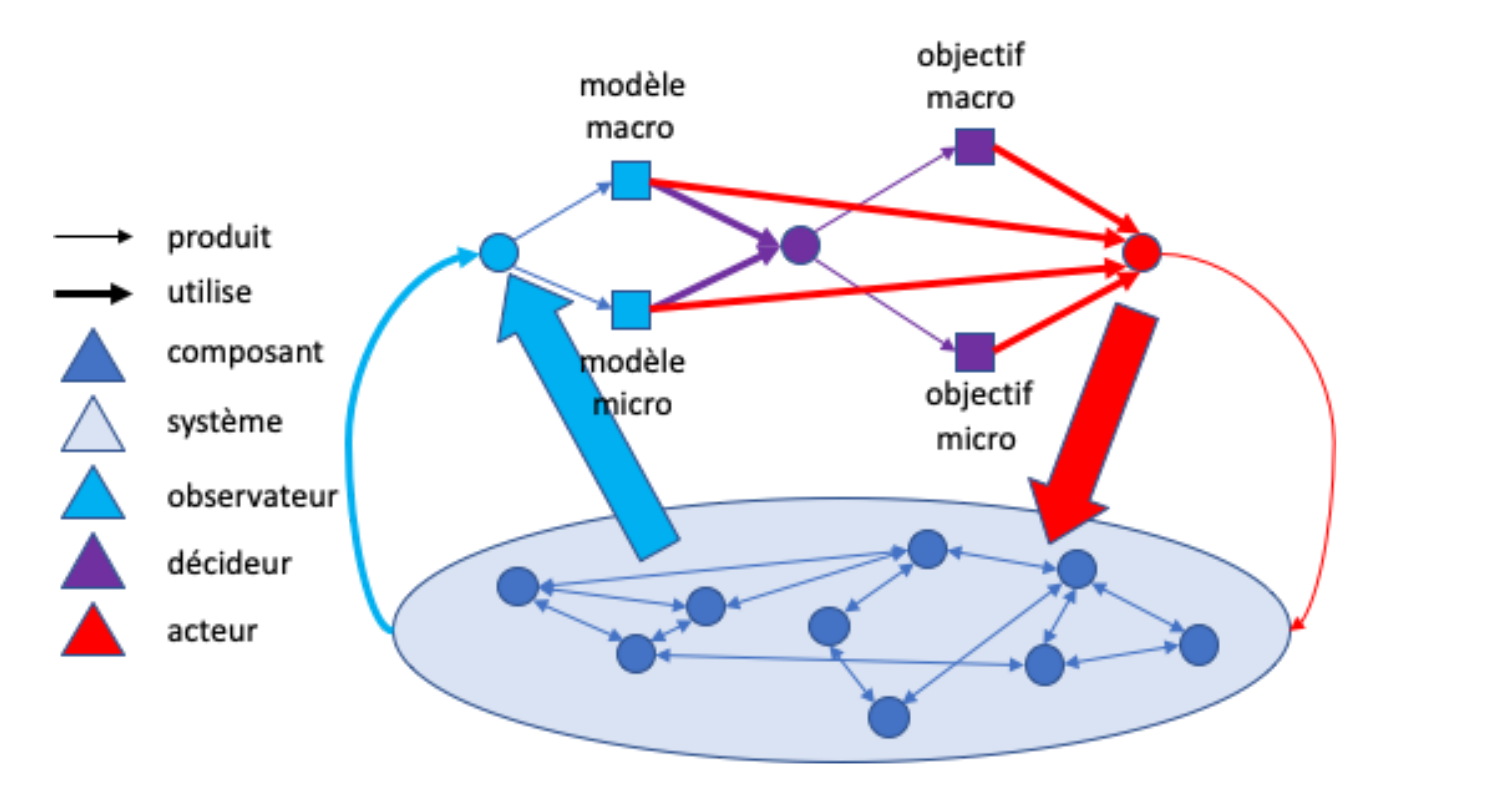 objectif
macro
modèle
macro
produit
utilise
composant
système
observateur
décideur
acteur
modèle
micro
objectif
micro